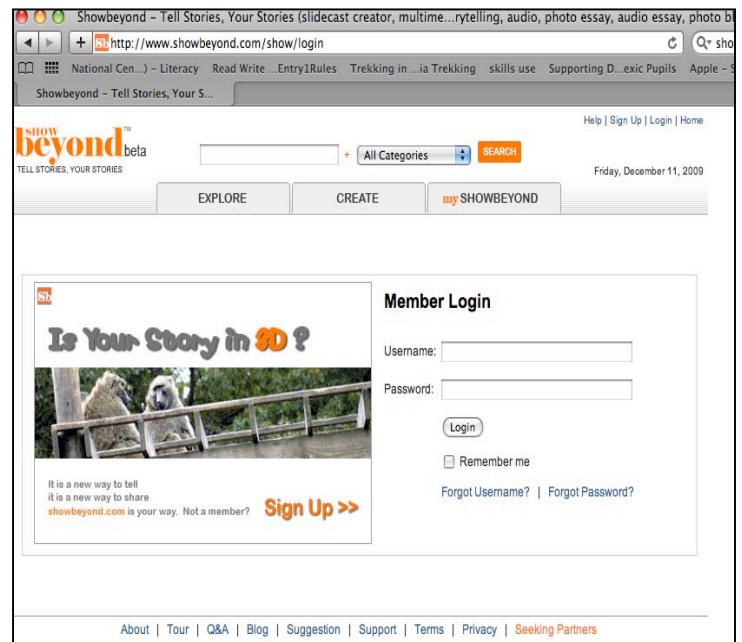 Showbeyond – Tell Stories, Your Stories (slidecast creator, multime...rytelling, audio, photo essay, audio essay, photo bl
Sb http://www.showbeyond.com/show/login
Q sho
National Cen...) – Literacy Read Write ...Entry1Rules Trekking in ...ia Trekking skills use Supporting D...exic Pupils Apple – S
Showbeyond – Tell Stories, Your S...
Help | Sign Up | Login | Home
SHOW
beyond™ beta
TELL STORIES, YOUR STORIES
+ All Categories SEARCH
Friday, December 11, 2009
EXPLORE CREATE my SHOWBEYOND
Sb
Is Your Story in 3D ?
It is a new way to tell
it is a new way to share
showbeyond.com is your way. Not a member? Sign Up >>
Member Login
Username:
Password:
Login
Remember me
Forgot Username? | Forgot Password?
About | Tour | Q&A | Blog | Suggestion | Support | Terms | Privacy | Seeking Partners